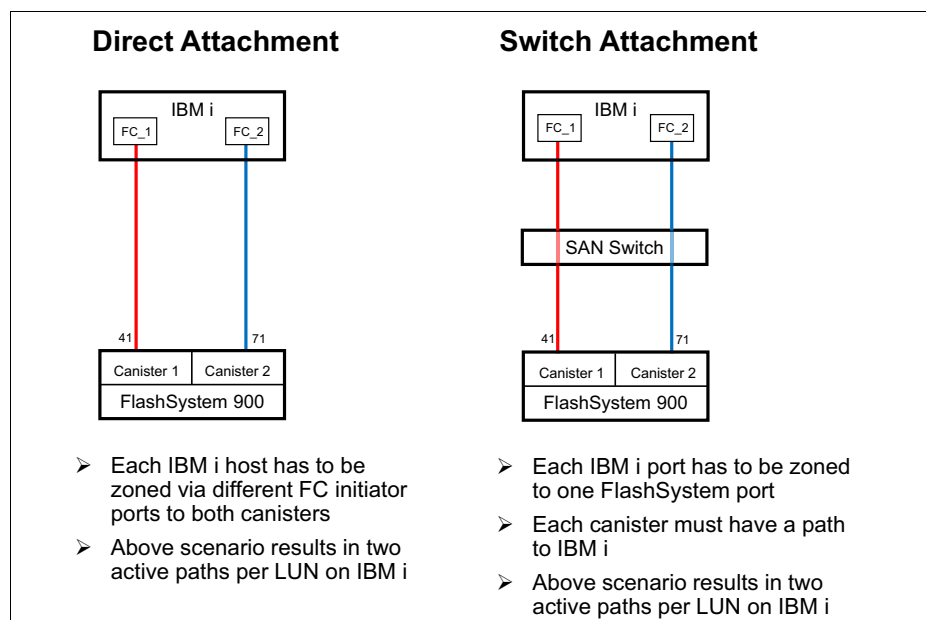 Direct Attachment
IBM i
FC_1
FC_2
41
71
Canister 1
Canister 2
FlashSystem 900
➢ Each IBM i host has to be
zoned via different FC initiator
ports to both canisters
➢ Above scenario results in two
active paths per LUN on IBM i
Switch Attachment
IBM i
FC_1
FC_2
SAN Switch
41
71
Canister 1
Canister 2
FlashSystem 900
➢ Each IBM i port has to be zoned
to one FlashSystem port
➢ Each canister must have a path
to IBM i
➢ Above scenario results in two
active paths per LUN on IBM i